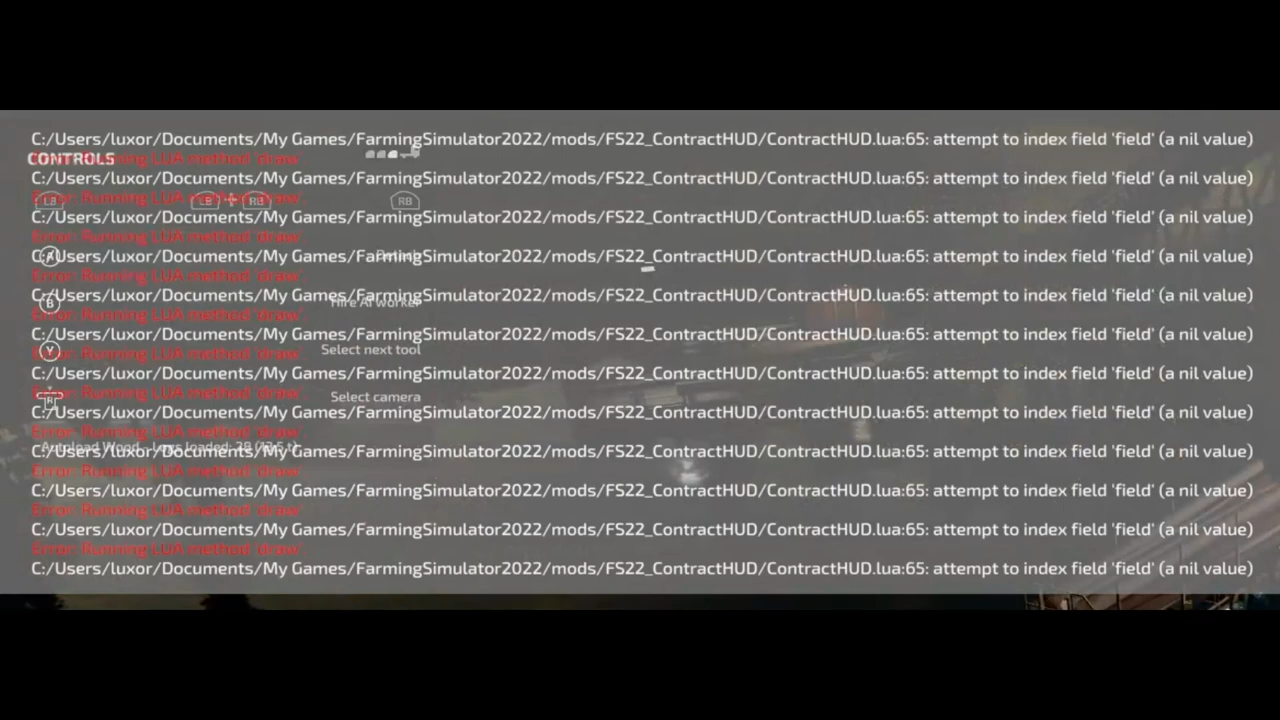 C:/Users/luxor/Documents/My Games/FarmingSimulator2022/mods/FS22_ContractHUD/ContractHUD.lua:65: attempt to index field 'field' (a nil value)
CONTROLS
Error: Running LUA method 'draw'.
C:/Users/luxor/Documents/My Games/FarmingSimulator2022/mods/FS22_ContractHUD/ContractHUD.lua:65: attempt to index field 'field' (a nil value)
Error: Running LUA method 'draw'.
LB LB + RB RB
C:/Users/luxor/Documents/My Games/FarmingSimulator2022/mods/FS22_ContractHUD/ContractHUD.lua:65: attempt to index field 'field' (a nil value)
Error: Running LUA method 'draw'.
C:/Users/luxor/Documents/My Games/FarmingSimulator2022/mods/FS22_ContractHUD/ContractHUD.lua:65: attempt to index field 'field' (a nil value)
A Detach
Error: Running LUA method 'draw'.
C:/Users/luxor/Documents/My Games/FarmingSimulator2022/mods/FS22_ContractHUD/ContractHUD.lua:65: attempt to index field 'field' (a nil value)
B Hire AI worker
Error: Running LUA method 'draw'.
C:/Users/luxor/Documents/My Games/FarmingSimulator2022/mods/FS22_ContractHUD/ContractHUD.lua:65: attempt to index field 'field' (a nil value)
Y Select next tool
Error: Running LUA method 'draw'.
C:/Users/luxor/Documents/My Games/FarmingSimulator2022/mods/FS22_ContractHUD/ContractHUD.lua:65: attempt to index field 'field' (a nil value)
Error: Running LUA method 'draw'.
R Select camera
C:/Users/luxor/Documents/My Games/FarmingSimulator2022/mods/FS22_ContractHUD/ContractHUD.lua:65: attempt to index field 'field' (a nil value)
Error: Running LUA method 'draw'.
Autoload Wood - Logs loaded: 28
C:/Users/luxor/Documents/My Games/FarmingSimulator2022/mods/FS22_ContractHUD/ContractHUD.lua:65: attempt to index field 'field' (a nil value)
Error: Running LUA method 'draw'.
C:/Users/luxor/Documents/My Games/FarmingSimulator2022/mods/FS22_ContractHUD/ContractHUD.lua:65: attempt to index field 'field' (a nil value)
Error: Running LUA method 'draw'.
C:/Users/luxor/Documents/My Games/FarmingSimulator2022/mods/FS22_ContractHUD/ContractHUD.lua:65: attempt to index field 'field' (a nil value)
Error: Running LUA method 'draw'.
C:/Users/luxor/Documents/My Games/FarmingSimulator2022/mods/FS22_ContractHUD/ContractHUD.lua:65: attempt to index field 'field' (a nil value)